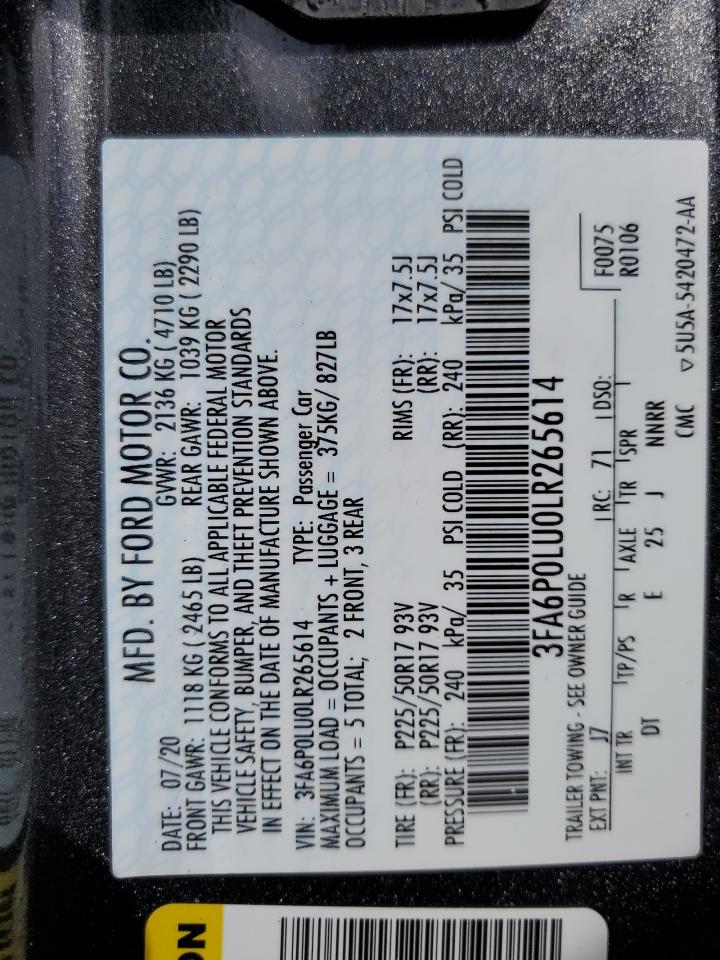 MFD. BY FORD MOTOR CO.
DATE: 07/20 GVWR: 2136 KG ( 4710 LB)
FRONT GAWR: 1118 KG ( 2465 LB) REAR GAWR: 1039 KG ( 2290 LB)
THIS VEHICLE CONFORMS TO ALL APPLICABLE FEDERAL MOTOR
VEHICLE SAFETY, BUMPER, AND THEFT PREVENTION STANDARDS
IN EFFECT ON THE DATE OF MANUFACTURE SHOWN ABOVE.
VIN: 3FA6P0LU0LR265614 TYPE: Passenger Car
MAXIMUM LOAD = OCCUPANTS + LUGGAGE = 375KG/ 827LB
OCCUPANTS = 5 TOTAL; 2 FRONT, 3 REAR
TIRE (FR): P225/50R17 93V RIMS (FR): 17x7.5J
(RR): P225/50R17 93V (RR): 17x7.5J
PRESSURE (FR): 240 kPa/ 35 PSI COLD (RR): 240 kPa/ 35 PSI COLD
3FA6P0LU0LR265614
TRAILER TOWING - SEE OWNER GUIDE F0075
EXT PNT: J7 RC: 71 DSO: R0106
INT TR TP/PS R AXLE TR SPR
DT E 25 J NNRR
CMC ▽ 5U5A-5420472-AA
ON